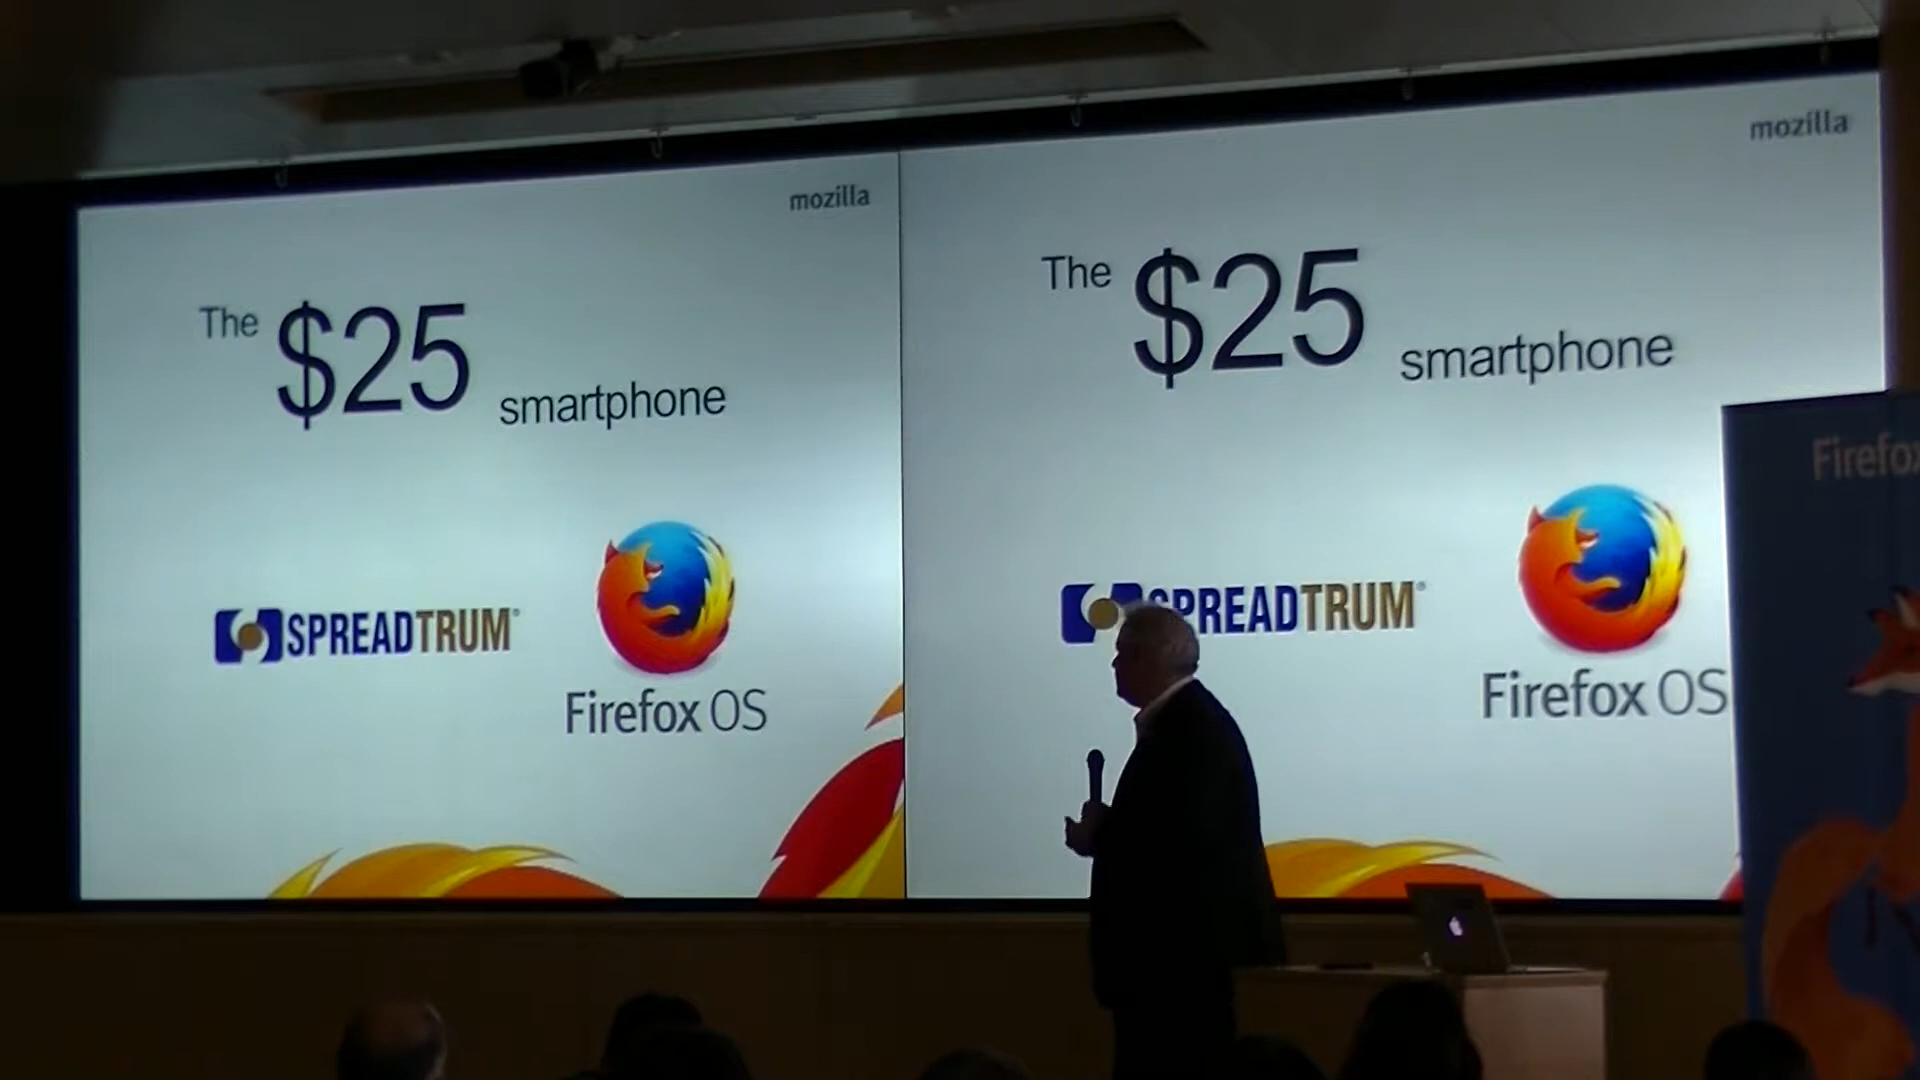 mozilla
The $25 smartphone
SPREADTRUM®
Firefox OS
mozilla
The $25 smartphone
SPREADTRUM®
Firefox OS
Firefox